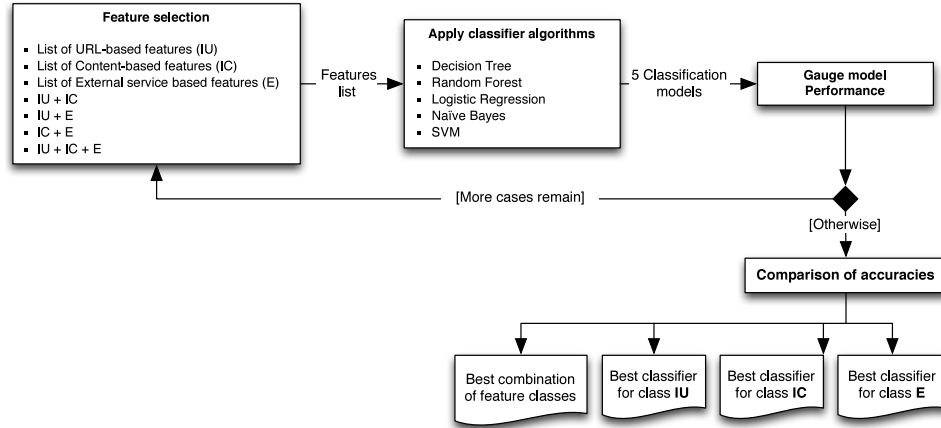 Feature selection
List of URL-based features (IU)
List of Content-based features (IC)
List of External service based features (E)
IU + IC
IU + E
IC + E
IU + IC + E
Features
list
Apply classifier algorithms
Decision Tree
Random Forest
Logistic Regression
Naïve Bayes
SVM
5 Classification
models
Gauge model
Performance
[More cases remain]
[Otherwise]
Comparison of accuracies
Best combination
of feature classes
Best classifier
for class IU
Best classifier
for class IC
Best classifier
for class E